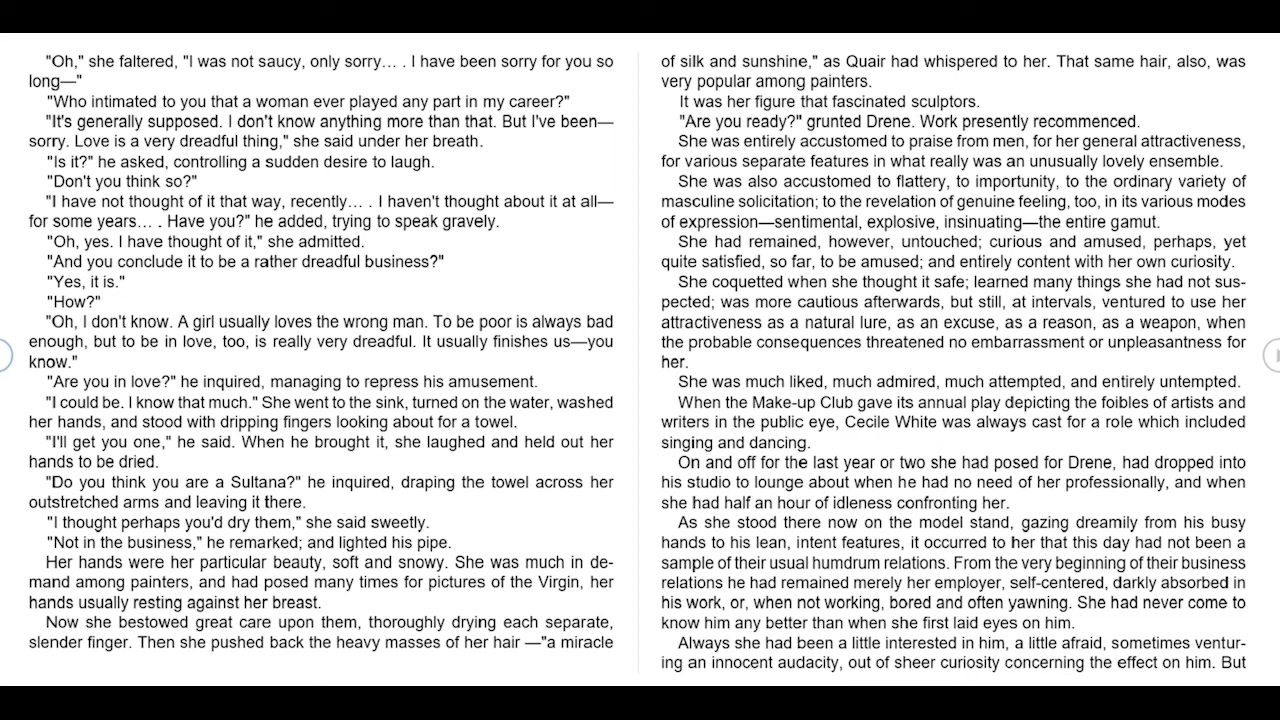 "Oh," she faltered, "I was not saucy, only sorry... . I have been sorry for you so
long—"
"Who intimated to you that a woman ever played any part in my career?"
"It's generally supposed. I don't know anything more than that. But I've been—
sorry. Love is a very dreadful thing," she said under her breath.
"Is it?" he asked, controlling a sudden desire to laugh.
"Don't you think so?"
"I have not thought of it that way, recently... . I haven't thought about it at all—
for some years... . Have you?" he added, trying to speak gravely.
"Oh, yes. I have thought of it," she admitted.
"And you conclude it to be a rather dreadful business?"
"Yes, it is."
"How?"
"Oh, I don't know. A girl usually loves the wrong man. To be poor is always bad
enough, but to be in love, too, is really very dreadful. It usually finishes us—you
know."
"Are you in love?" he inquired, managing to repress his amusement.
"I could be. I know that much." She went to the sink, turned on the water, washed
her hands, and stood with dripping fingers looking about for a towel.
"I'll get you one," he said. When he brought it, she laughed and held out her
hands to be dried.
"Do you think you are a Sultana?" he inquired, draping the towel across her
outstretched arms and leaving it there.
"I thought perhaps you'd dry them," she said sweetly.
"Not in the business," he remarked; and lighted his pipe.
Her hands were her particular beauty, soft and snowy. She was much in de-
mand among painters, and had posed many times for pictures of the Virgin, her
hands usually resting against her breast.
Now she bestowed great care upon them, thoroughly drying each separate,
slender finger. Then she pushed back the heavy masses of her hair —"a miracle
of silk and sunshine," as Quair had whispered to her. That same hair, also, was
very popular among painters.
It was her figure that fascinated sculptors.
"Are you ready?" grunted Drene. Work presently recommenced.
She was entirely accustomed to praise from men, for her general attractiveness,
for various separate features in what really was an unusually lovely ensemble.
She was also accustomed to flattery, to importunity, to the ordinary variety of
masculine solicitation; to the revelation of genuine feeling, too, in its various modes
of expression—sentimental, explosive, insinuating—the entire gamut.
She had remained, however, untouched; curious and amused, perhaps, yet
quite satisfied, so far, to be amused; and entirely content with her own curiosity.
She coquetted when she thought it safe; learned many things she had not sus-
pected; was more cautious afterwards, but still, at intervals, ventured to use her
attractiveness as a natural lure, as an excuse, as a reason, as a weapon, when
the probable consequences threatened no embarrassment or unpleasantness for
her.
She was much liked, much admired, much attempted, and entirely untempted.
When the Make-up Club gave its annual play depicting the foibles of artists and
writers in the public eye, Cecile White was always cast for a role which included
singing and dancing.
On and off for the last year or two she had posed for Drene, had dropped into
his studio to lounge about when he had no need of her professionally, and when
she had half an hour of idleness confronting her.
As she stood there now on the model stand, gazing dreamily from his busy
hands to his lean, intent features, it occurred to her that this day had not been a
sample of their usual humdrum relations. From the very beginning of their business
relations he had remained merely her employer, self-centered, darkly absorbed in
his work, or, when not working, bored and often yawning. She had never come to
know him any better than when she first laid eyes on him.
Always she had been a little interested in him, a little afraid, sometimes ventur-
ing an innocent audacity, out of sheer curiosity concerning the effect on him. But